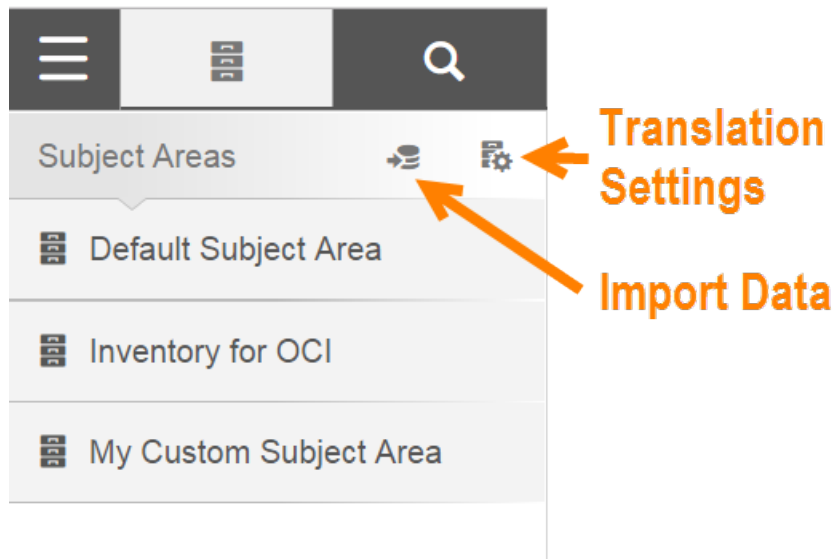 Subject Areas
Translation
Settings
Default Subject Area
Import Data
Inventory for OCI
My Custom Subject Area